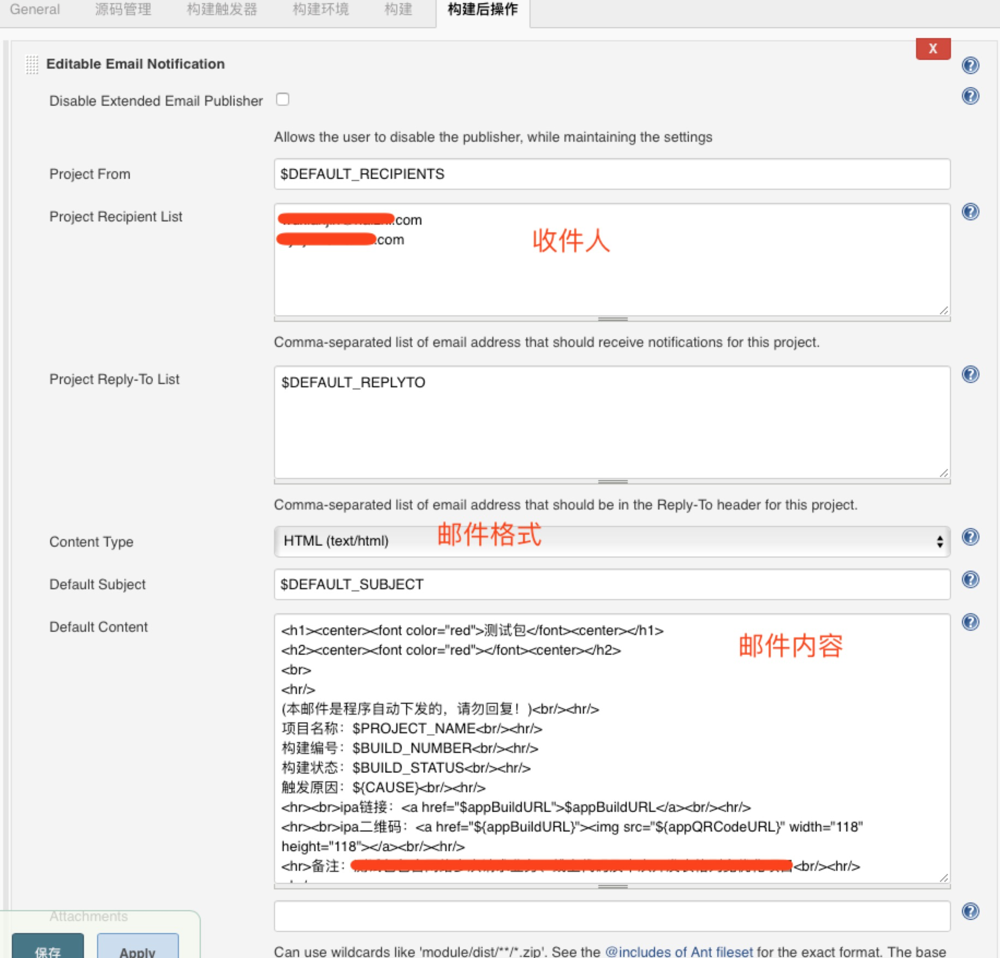 General 源码管理 构建触发器 构建环境 构建 构建后操作
X
Editable Email Notification
Disable Extended Email Publisher
Allows the user to disable the publisher, while maintaining the settings
Project From $DEFAULT_RECIPIENTS
Project Recipient List .com
.com
收件人
Comma-separated list of email address that should receive notifications for this project.
Project Reply-To List $DEFAULT_REPLYTO
Comma-separated list of email address that should be in the Reply-To header for this project.
Content Type HTML (text/html) 邮件格式
Default Subject $DEFAULT_SUBJECT
Default Content <h1><center><font color="red">测试包</font><center></h1>
邮件内容
<h2><center><font color="red"></font><center></h2>
<br>
<hr/>
(本邮件是程序自动下发的，请勿回复！)<br/><hr/>
项目名称：$PROJECT_NAME<br/><hr/>
构建编号：$BUILD_NUMBER<br/><hr/>
构建状态：$BUILD_STATUS<br/><hr/>
触发原因：${CAUSE}<br/><hr/>
<hr><br>ipa链接：<a href="$appBuildURL">$appBuildURL</a><br/><hr/>
<hr><br>ipa二维码：<a href="${appBuildURL}"><img src="${appQRCodeURL}" width="118"
height="118"></a><br/><hr/>
<hr>备注：<br/><hr/>
Attachments
保存 Apply
Can use wildcards like 'module/dist/**/*.zip'. See the @includes of Ant fileset for the exact format. The base